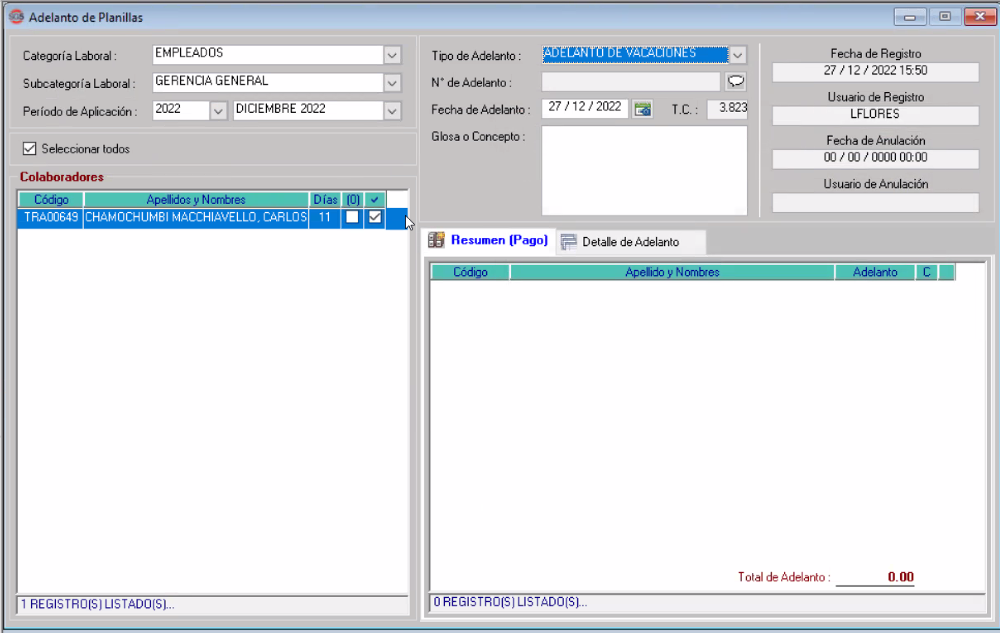 Adelanto de Planillas
Categoría Laboral :
EMPLEADOS
Subcategoría Laboral :
GERENCIA GENERAL
Período de Aplicación :
2022
DICIEMBRE 2022
Seleccionar todos
Colaboradores
Código Apellidos y Nombres Días (0)
TRA00649 CHAMOCHUMBI MACCHIAVELLO, CARLOS 11
1 REGISTRO(S) LISTADO(S)...
Tipo de Adelanto :
ADELANTO DE VACACIONES
N° de Adelanto :
Fecha de Adelanto :
27 / 12 / 2022
T.C. :
3.823
Glosa o Concepto :
Fecha de Registro
27 / 12 / 2022 15:50
Usuario de Registro
LFLORES
Fecha de Anulación
00 / 00 / 0000 00:00
Usuario de Anulación
Resumen (Pago)
Detalle de Adelanto
Código Apellido y Nombres Adelanto C
Total de Adelanto : 0.00
0 REGISTRO(S) LISTADO(S)...